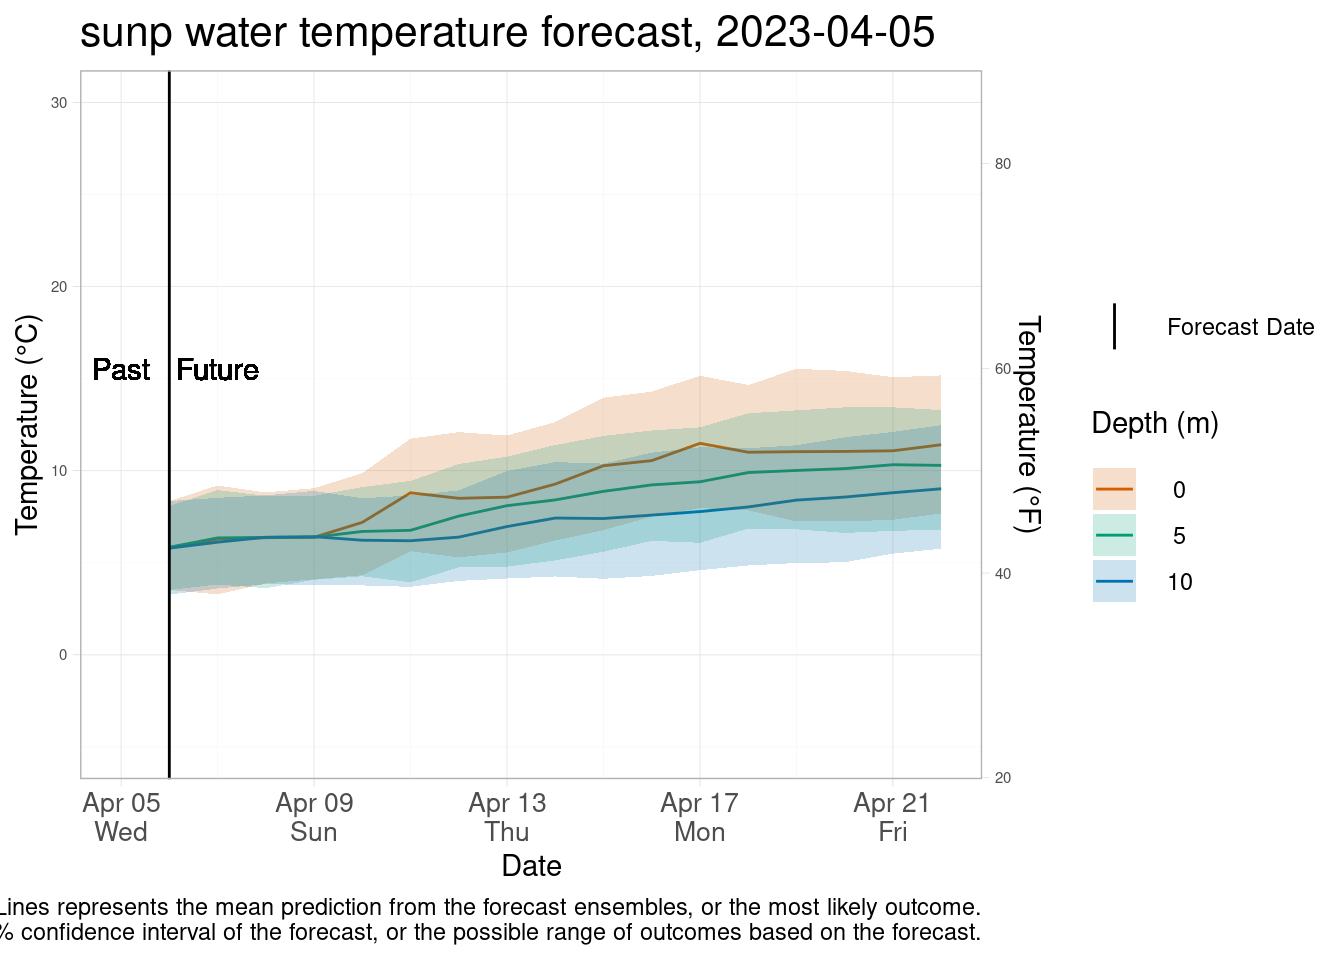 sunp water temperature forecast, 2023-04-05
30
20
10
0
Temperature (°C)
Past
Future
80
60
40
20
Temperature (°F)
Forecast Date
Depth (m)
0
5
10
Apr 05
Wed
Apr 09
Sun
Apr 13
Thu
Apr 17
Mon
Apr 21
Fri
Date
Lines represents the mean prediction from the forecast ensembles, or the most likely outcome.
% confidence interval of the forecast, or the possible range of outcomes based on the forecast.